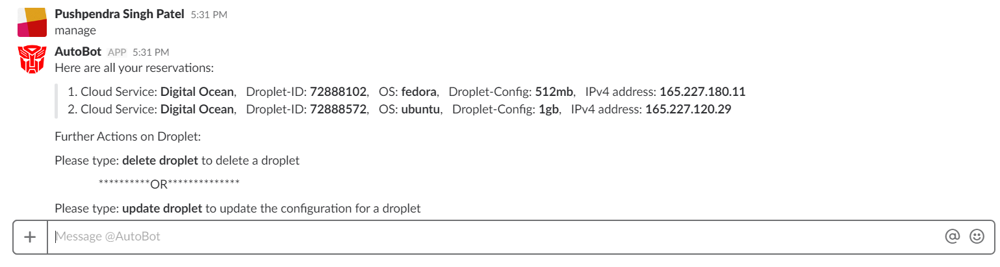 Pushpendra Singh Patel 5:31 PM
manage
AutoBot APP 5:31 PM
Here are all your reservations:
1. Cloud Service: Digital Ocean, Droplet-ID: 72888102, OS: fedora, Droplet-Config: 512mb, IPv4 address: 165.227.180.11
2. Cloud Service: Digital Ocean, Droplet-ID: 72888572, OS: ubuntu, Droplet-Config: 1gb, IPv4 address: 165.227.120.29
Further Actions on Droplet:
Please type: delete droplet to delete a droplet
**********OR**************
Please type: update droplet to update the configuration for a droplet
Message @AutoBot